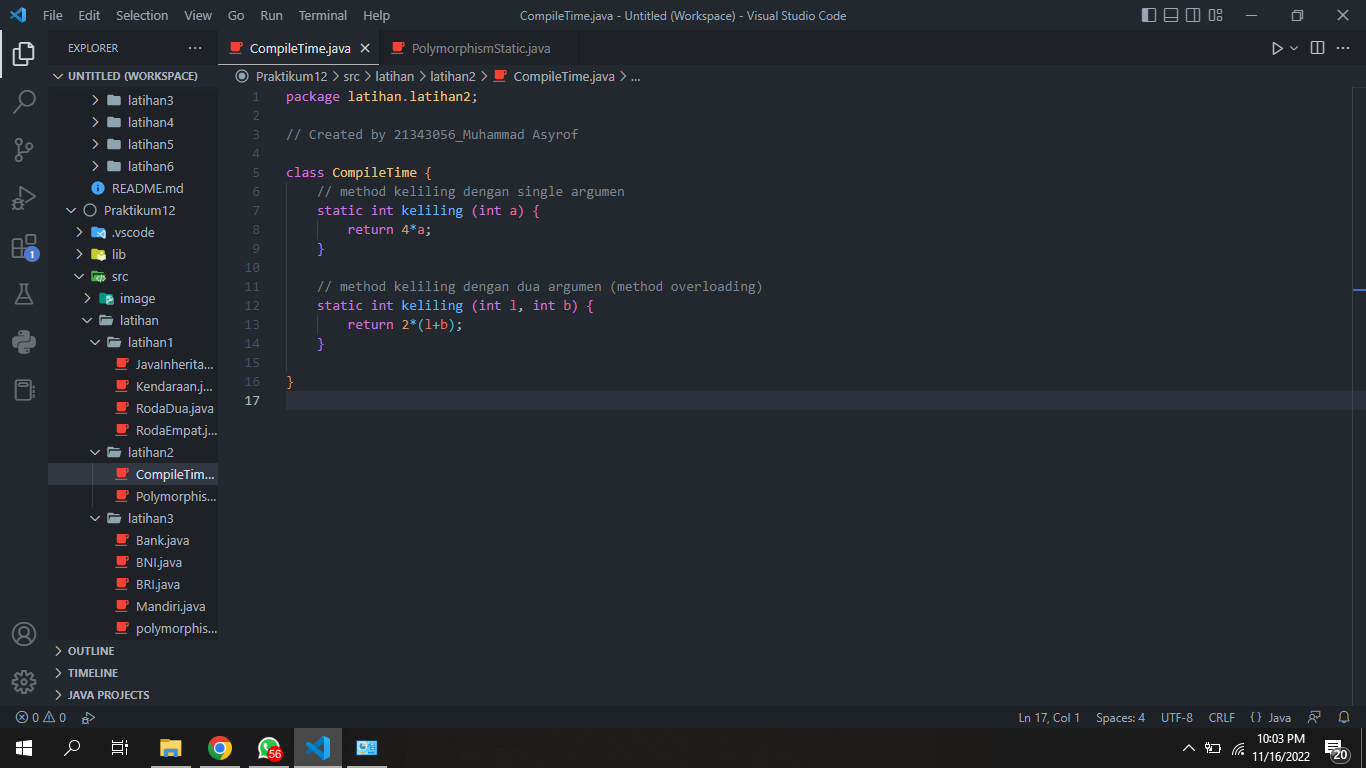 File Edit Selection View Go Run Terminal Help
CompileTime.java - Untitled (Workspace) - Visual Studio Code
EXPLORER
UNTITLED (WORKSPACE)
latihan3
latihan4
latihan5
latihan6
README.md
Praktikum12
.vscode
lib
src
image
latihan
latihan1
JavaInherita...
Kendaraan.j...
RodaDua.java
RodaEmpat.j...
latihan2
CompileTim...
Polymorphis...
latihan3
Bank.java
BNI.java
BRI.java
Mandiri.java
polymorphis...
OUTLINE
TIMELINE
JAVA PROJECTS
1
CompileTime.java PolymorphismStatic.java
Praktikum12 > src > latihan > latihan2 > CompileTime.java > ...
1 package latihan.latihan2;
2
3 // Created by 21343056_Muhammad Asyrof
4
5 class CompileTime {
6 // method keliling dengan single argumen
7 static int keliling (int a) {
8 return 4*a;
9 }
10
11 // method keliling dengan dua argumen (method overloading)
12 static int keliling (int l, int b) {
13 return 2*(l+b);
14 }
15
16 }
17
0 0
Ln 17, Col 1 Spaces: 4 UTF-8 CRLF {} Java
56
10:03 PM
11/16/2022
20